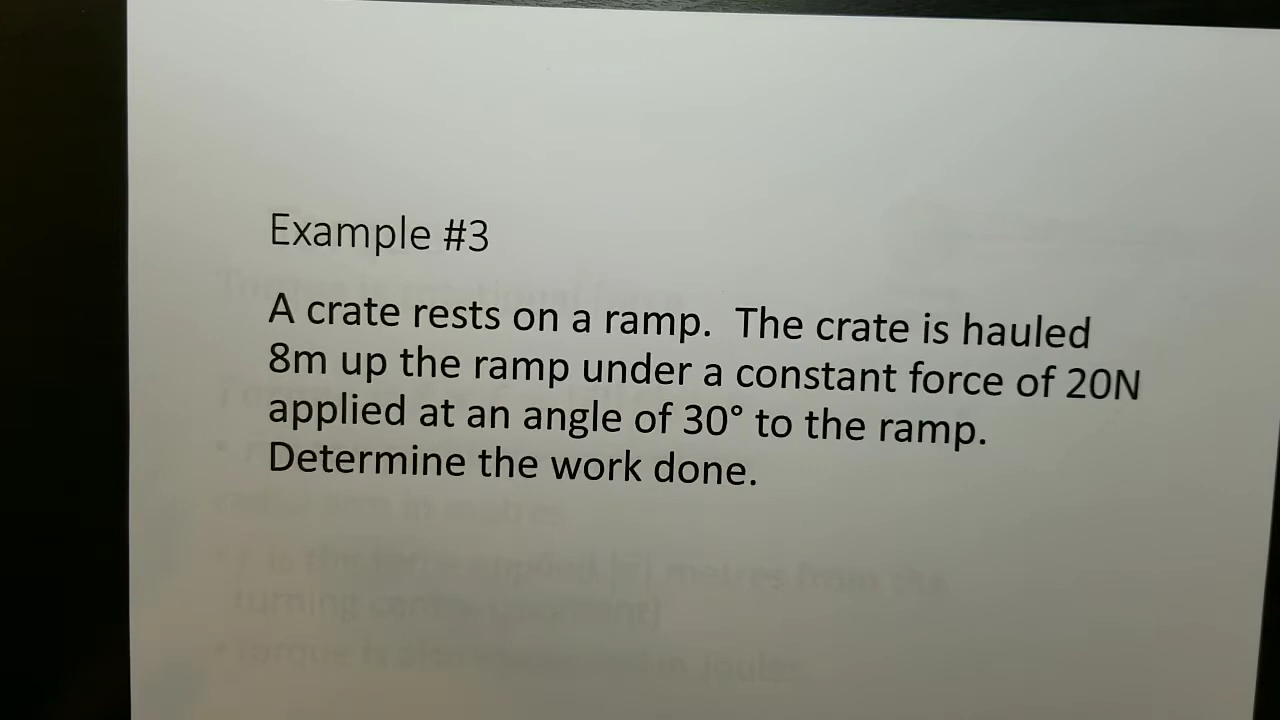 Example #3
A crate rests on a ramp. The crate is hauled
8m up the ramp under a constant force of 20N
applied at an angle of 30° to the ramp.
Determine the work done.